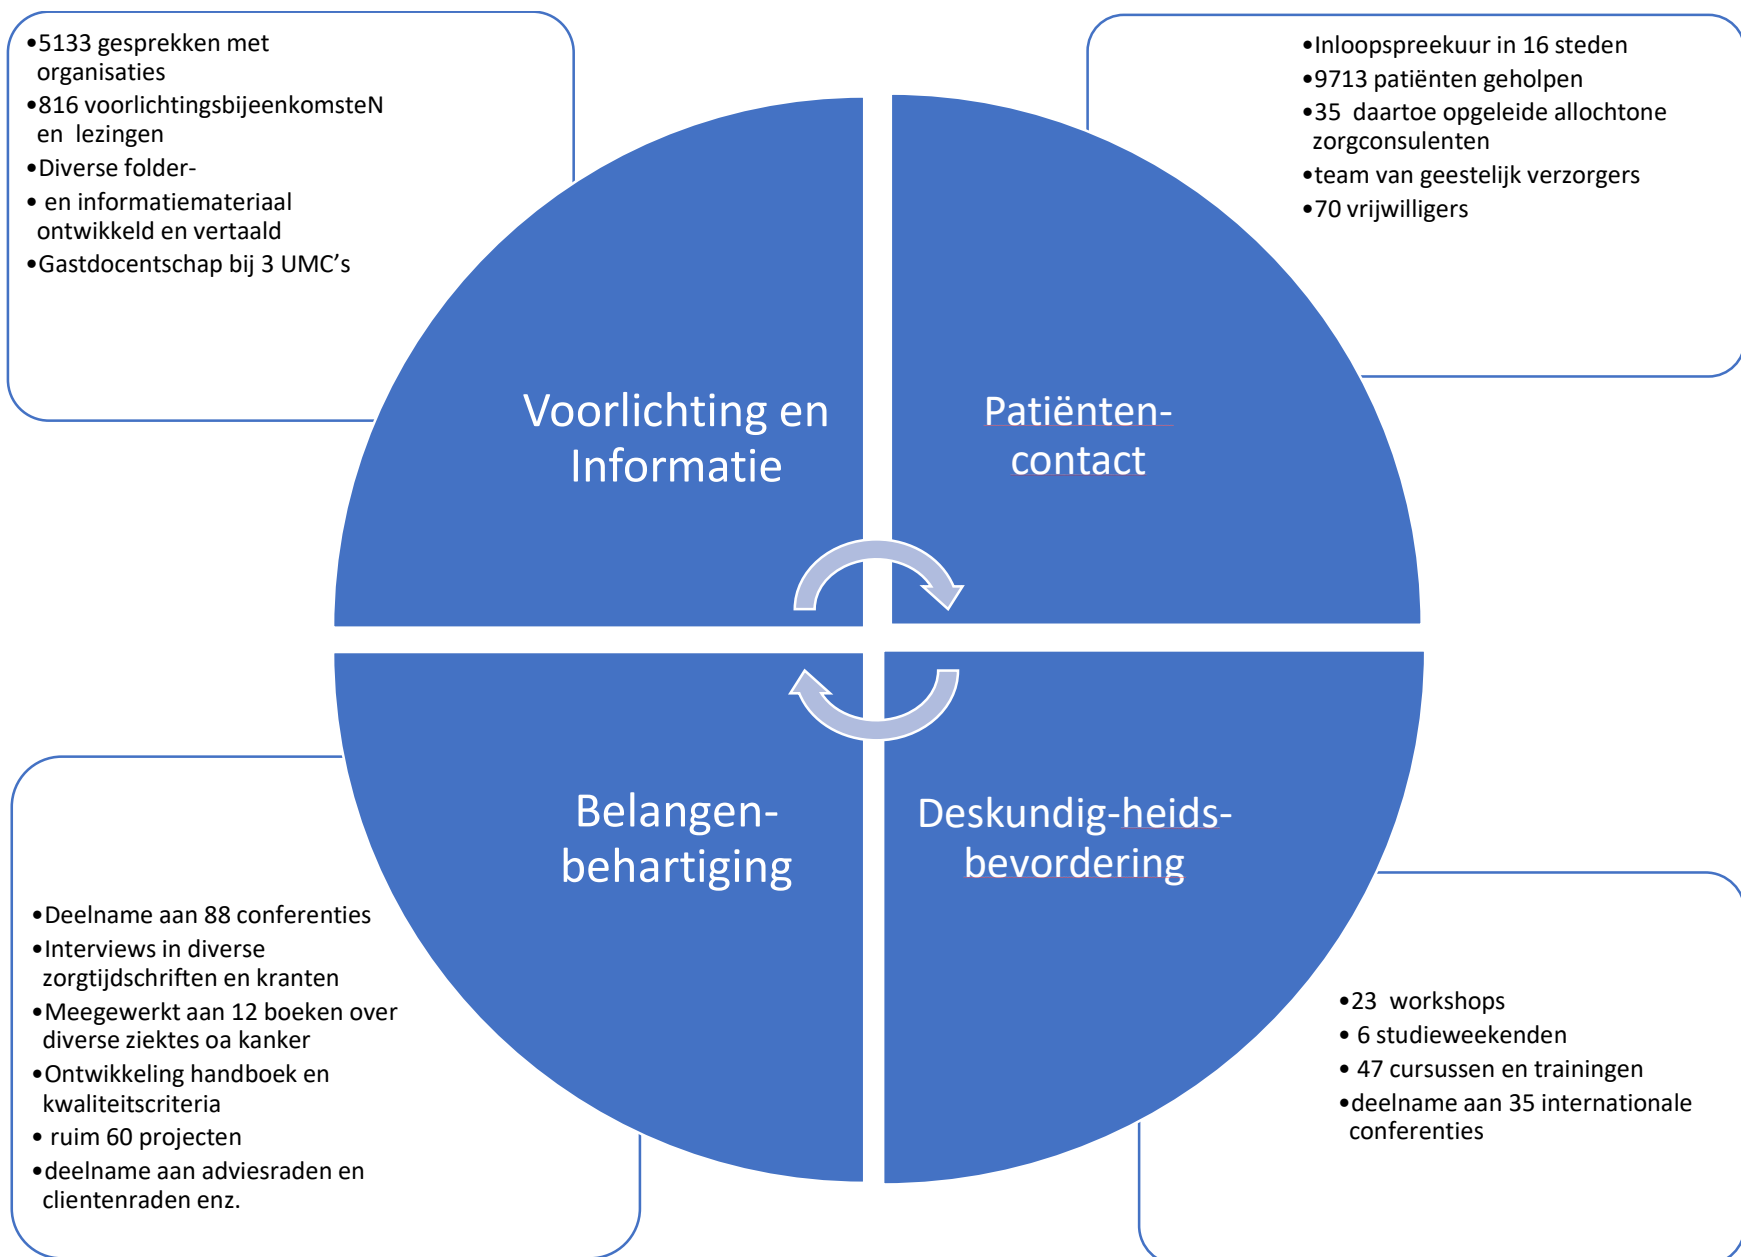 •5133 gesprekken met
organisaties
•816 voorlichtingsbijeenkomsteN
en  lezingen
•Diverse folder-
• en informatiemateriaal
ontwikkeld en vertaald
•Gastdocentschap bij 3 UMC’s
•Inloopspreekuur in 16 steden
•9713 patiënten geholpen
•35  daartoe opgeleide allochtone
zorgconsulenten
•team van geestelijk verzorgers
•70 vrijwilligers
Voorlichting en
Informatie
Patiënten-
contact
Belangen-
behartiging
Deskundig-heids-
bevordering
•Deelname aan 88 conferenties
•Interviews in diverse
zorgtijdschriften en kranten
•Meegewerkt aan 12 boeken over
diverse ziektes oa kanker
•Ontwikkeling handboek en
kwaliteitscriteria
• ruim 60 projecten
•deelname aan adviesraden en
clientenraden enz.
•23  workshops
• 6 studieweekenden
• 47 cursussen en trainingen
•deelname aan 35 internationale
conferenties